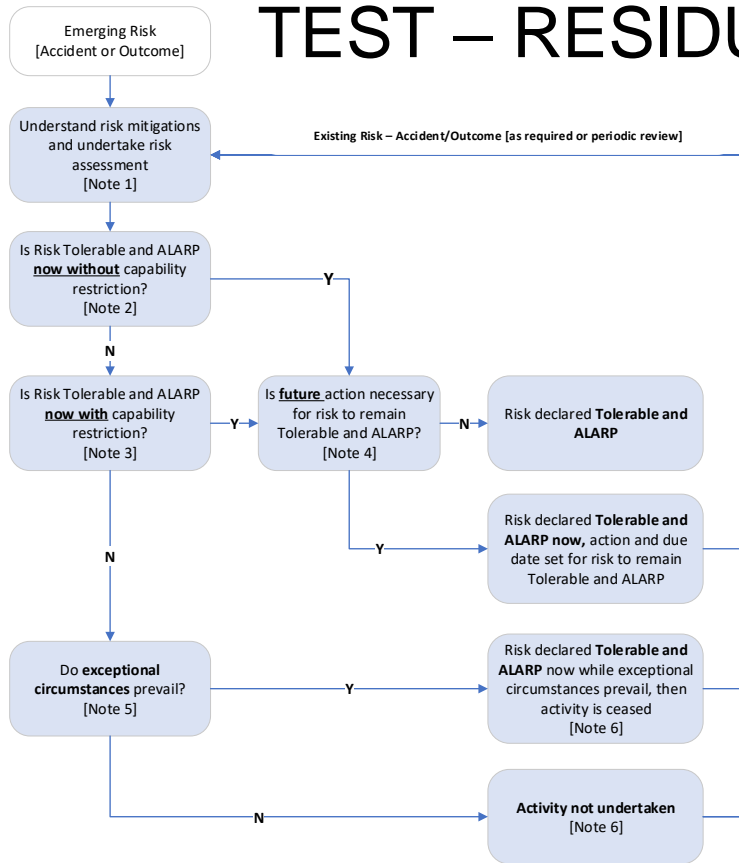 TEST – RESIDU
Emerging Risk
[Accident or Outcome]
Understand risk mitigations
and undertake risk
assessment
[Note 1]
Existing Risk – Accident/Outcome [as required or periodic review]
Is Risk Tolerable and ALARP
now without capability
restriction?
[Note 2]
Y
N
Is Risk Tolerable and ALARP
now with capability
restriction?
[Note 3]
Y
Is future action necessary
for risk to remain
Tolerable and ALARP?
[Note 4]
N
Risk declared Tolerable and
ALARP
Y
Risk declared Tolerable and
ALARP now, action and due
date set for risk to remain
Tolerable and ALARP
N
Do exceptional
circumstances prevail?
[Note 5]
Y
Risk declared Tolerable and
ALARP now while exceptional
circumstances prevail, then
activity is ceased
[Note 6]
N
Activity not undertaken
[Note 6]